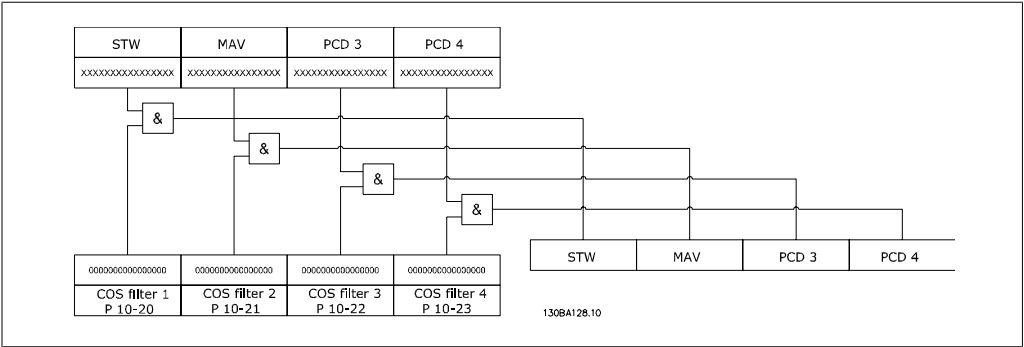 STW MAV PCD 3 PCD 4
XXXXXXXXXXXXXXXX XXXXXXXXXXXXXXXX XXXXXXXXXXXXXXXX XXXXXXXXXXXXXXXX
&
&
&
&
STW MAV PCD 3 PCD 4
0000000000000000 0000000000000000 0000000000000000 0000000000000000
COS filter 1 COS filter 2 COS filter 3 COS filter 4
P 10-20 P 10-21 P 10-22 P 10-23
130BA128.10